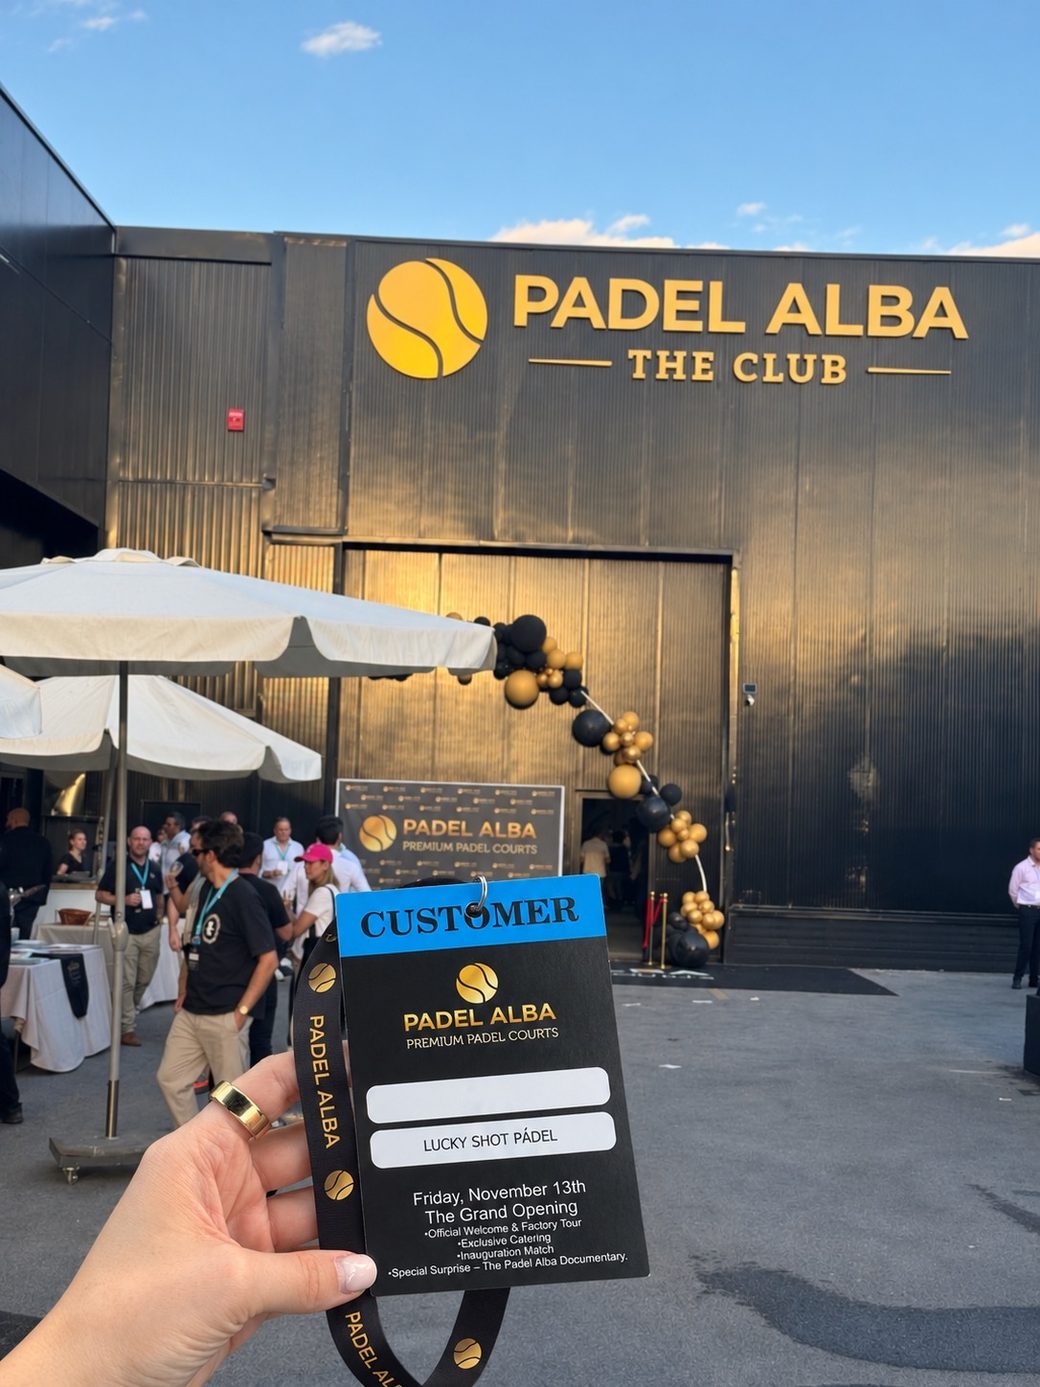 PADEL ALBA
THE CLUB
PADEL ALBA
PREMIUM PADEL COURTS
CUSTOMER
PADEL ALBA
PREMIUM PADEL COURTS
LUCKY SHOT PÁDEL
Friday, November 13th
The Grand Opening
•Official Welcome & Factory Tour
•Exclusive Catering
•Inauguration Match
•Special Surprise – The Padel Alba Documentary.
PADEL ALBA
PADEL AL